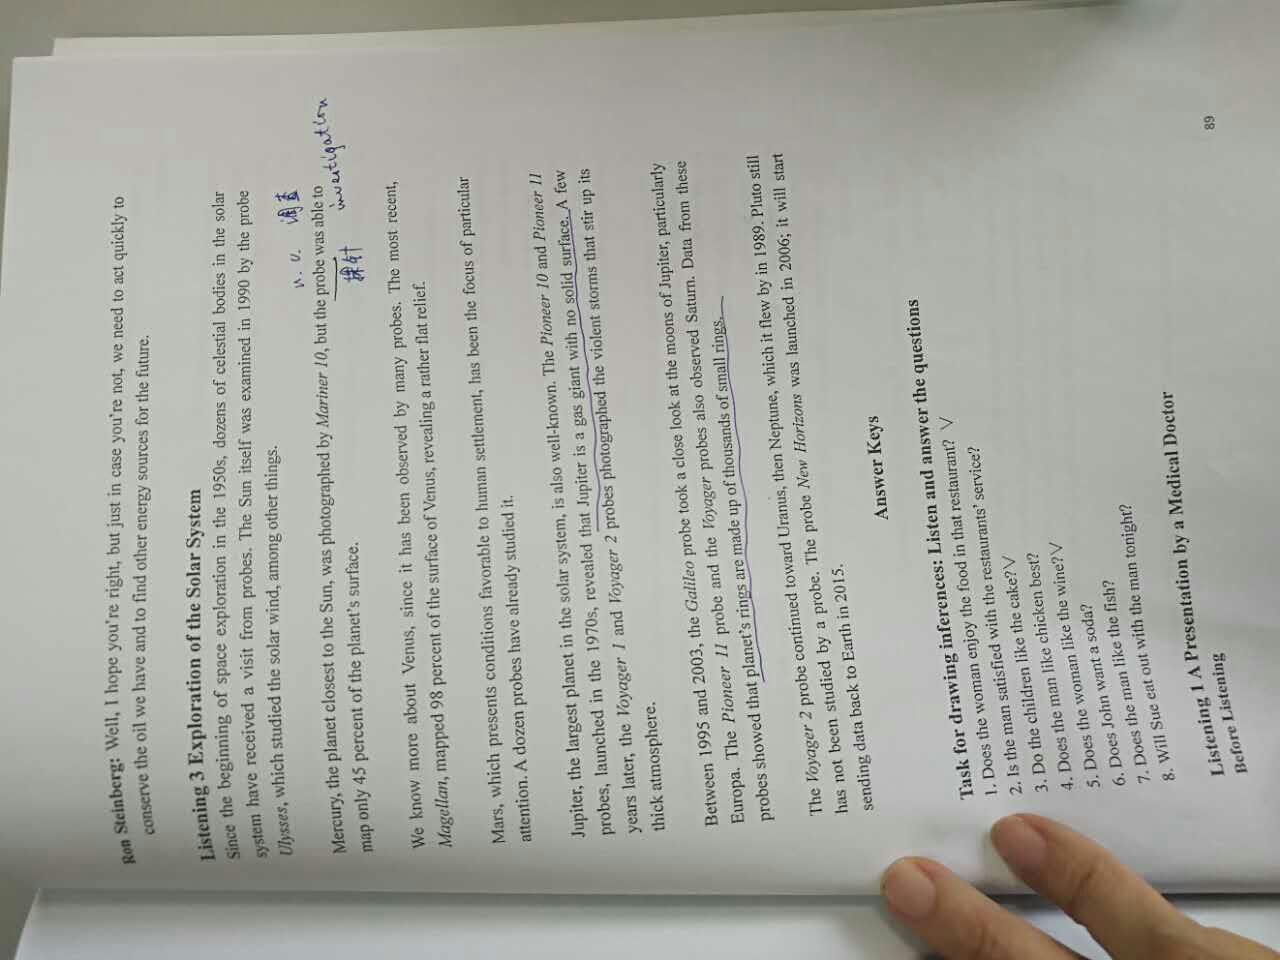 Ron Steinberg: Well, I hope you're right, but just in case you're not, we need to act quickly to
conserve the oil we have and to find other energy sources for the future.
Listening 3 Exploration of the Solar System
Since the beginning of space exploration in the 1950s, dozens of celestial bodies in the solar
system have received a visit from probes. The Sun itself was examined in 1990 by the probe
Ulysses, which studied the solar wind, among other things.
n. v. 调查
Mercury, the planet closest to the Sun, was photographed by Mariner 10, but the probe was able to
探针 investigation
map only 45 percent of the planet's surface.
We know more about Venus, since it has been observed by many probes. The most recent,
Magellan, mapped 98 percent of the surface of Venus, revealing a rather flat relief.
Mars, which presents conditions favorable to human settlement, has been the focus of particular
attention. A dozen probes have already studied it.
Jupiter, the largest planet in the solar system, is also well-known. The Pioneer 10 and Pioneer 11
probes, launched in the 1970s, revealed that Jupiter is a gas giant with no solid surface. A few
years later, the Voyager 1 and Voyager 2 probes photographed the violent storms that stir up its
thick atmosphere.
Between 1995 and 2003, the Galileo probe took a close look at the moons of Jupiter, particularly
Europa. The Pioneer 11 probe and the Voyager probes also observed Saturn. Data from these
probes showed that planet's rings are made up of thousands of small rings.
The Voyager 2 probe continued toward Uranus, then Neptune, which it flew by in 1989. Pluto still
has not been studied by a probe. The probe New Horizons was launched in 2006; it will start
sending data back to Earth in 2015.
Answer Keys
Task for drawing inferences: Listen and answer the questions
1. Does the woman enjoy the food in that restaurant? √
2. Is the man satisfied with the restaurants' service?
3. Do the children like the cake? √
4. Does the man like chicken best?
5. Does the woman like the wine? √
6. Does John want a soda?
7. Does the man like the fish?
8. Will Sue eat out with the man tonight?
Listening 1 A Presentation by a Medical Doctor
Before Listening
89